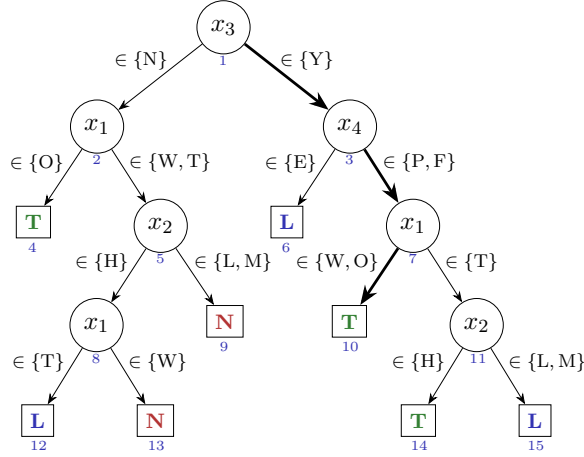 x₃
1
∈ {N} ∈ {Y}
x₁ x₄
2 3
∈ {O} ∈ {W, T} ∈ {E} ∈ {P, F}
T x₂ L x₁
4 5 6 7
∈ {H} ∈ {L, M} ∈ {W, O} ∈ {T}
x₁ N T x₂
8 9 10 11
∈ {T} ∈ {W} ∈ {H} ∈ {L, M}
L N T L
12 13 14 15